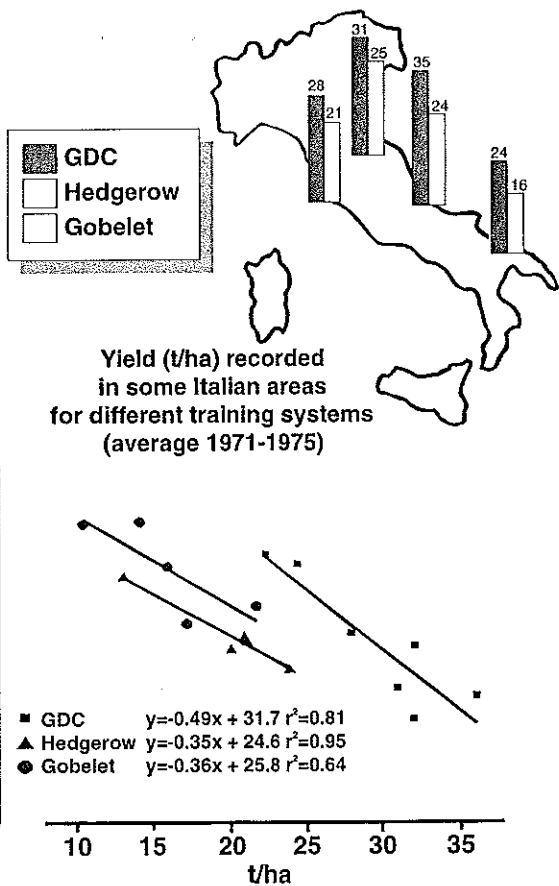 31
25
28
21
35
24
24
16
GDC
Hedgerow
Gobelet
Yield (t/ha) recorded
in some Italian areas
for different training systems
(average 1971-1975)
GDC y=-0.49x + 31.7 r²=0.81
Hedgerow y=-0.35x + 24.6 r²=0.95
Gobelet y=-0.36x + 25.8 r²=0.64
10 15 20 25 30 35
t/ha